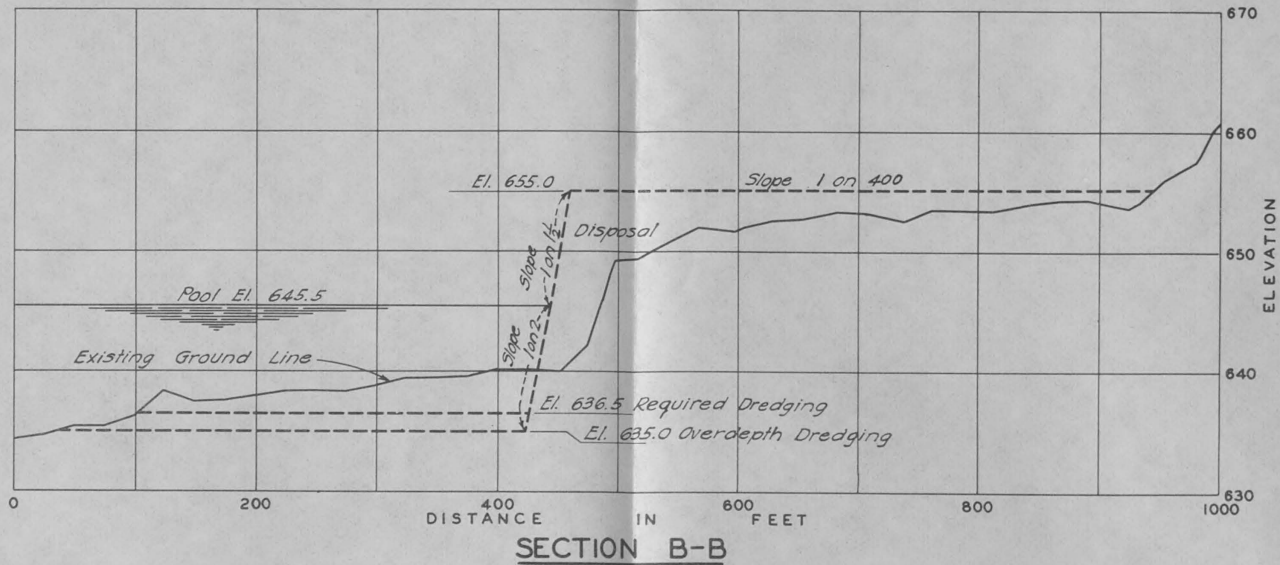 670
660
El. 655.0
Slope 1 on 400
Disposal
Slope
1 on 1½
650
ELEVATION
Pool El. 645.5
Slope
1 on 2
Existing Ground Line
640
El. 636.5 Required Dredging
El. 635.0 Overdepth Dredging
630
0 200 400 600 800 1000
DISTANCE IN FEET
SECTION B-B